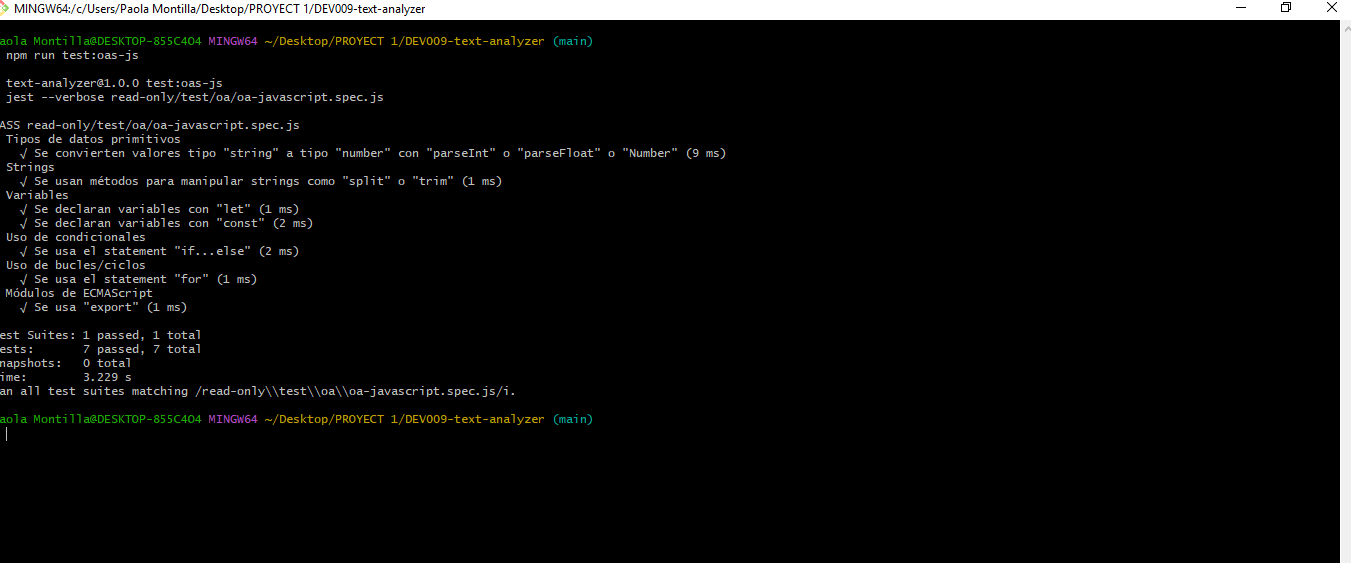 MINGW64:/c/Users/Paola Montilla/Desktop/PROYECT 1/DEV009-text-analyzer
aola Montilla@DESKTOP-855C4O4 MINGW64 ~/Desktop/PROYECT 1/DEV009-text-analyzer (main)
npm run test:oas-js
text-analyzer@1.0.0 test:oas-js
jest --verbose read-only/test/oa/oa-javascript.spec.js
ASS read-only/test/oa/oa-javascript.spec.js
Tipos de datos primitivos
√ Se convierten valores tipo "string" a tipo "number" con "parseInt" o "parseFloat" o "Number" (9 ms)
Strings
√ Se usan métodos para manipular strings como "split" o "trim" (1 ms)
Variables
√ Se declaran variables con "let" (1 ms)
√ Se declaran variables con "const" (2 ms)
Uso de condicionales
√ Se usa el statement "if...else" (2 ms)
Uso de bucles/ciclos
√ Se usa el statement "for" (1 ms)
Módulos de ECMAScript
√ Se usa "export" (1 ms)
est Suites: 1 passed, 1 total
ests:       7 passed, 7 total
napshots:   0 total
ime:        3.229 s
an all test suites matching /read-only\\test\\oa\\oa-javascript.spec.js/i.
aola Montilla@DESKTOP-855C4O4 MINGW64 ~/Desktop/PROYECT 1/DEV009-text-analyzer (main)